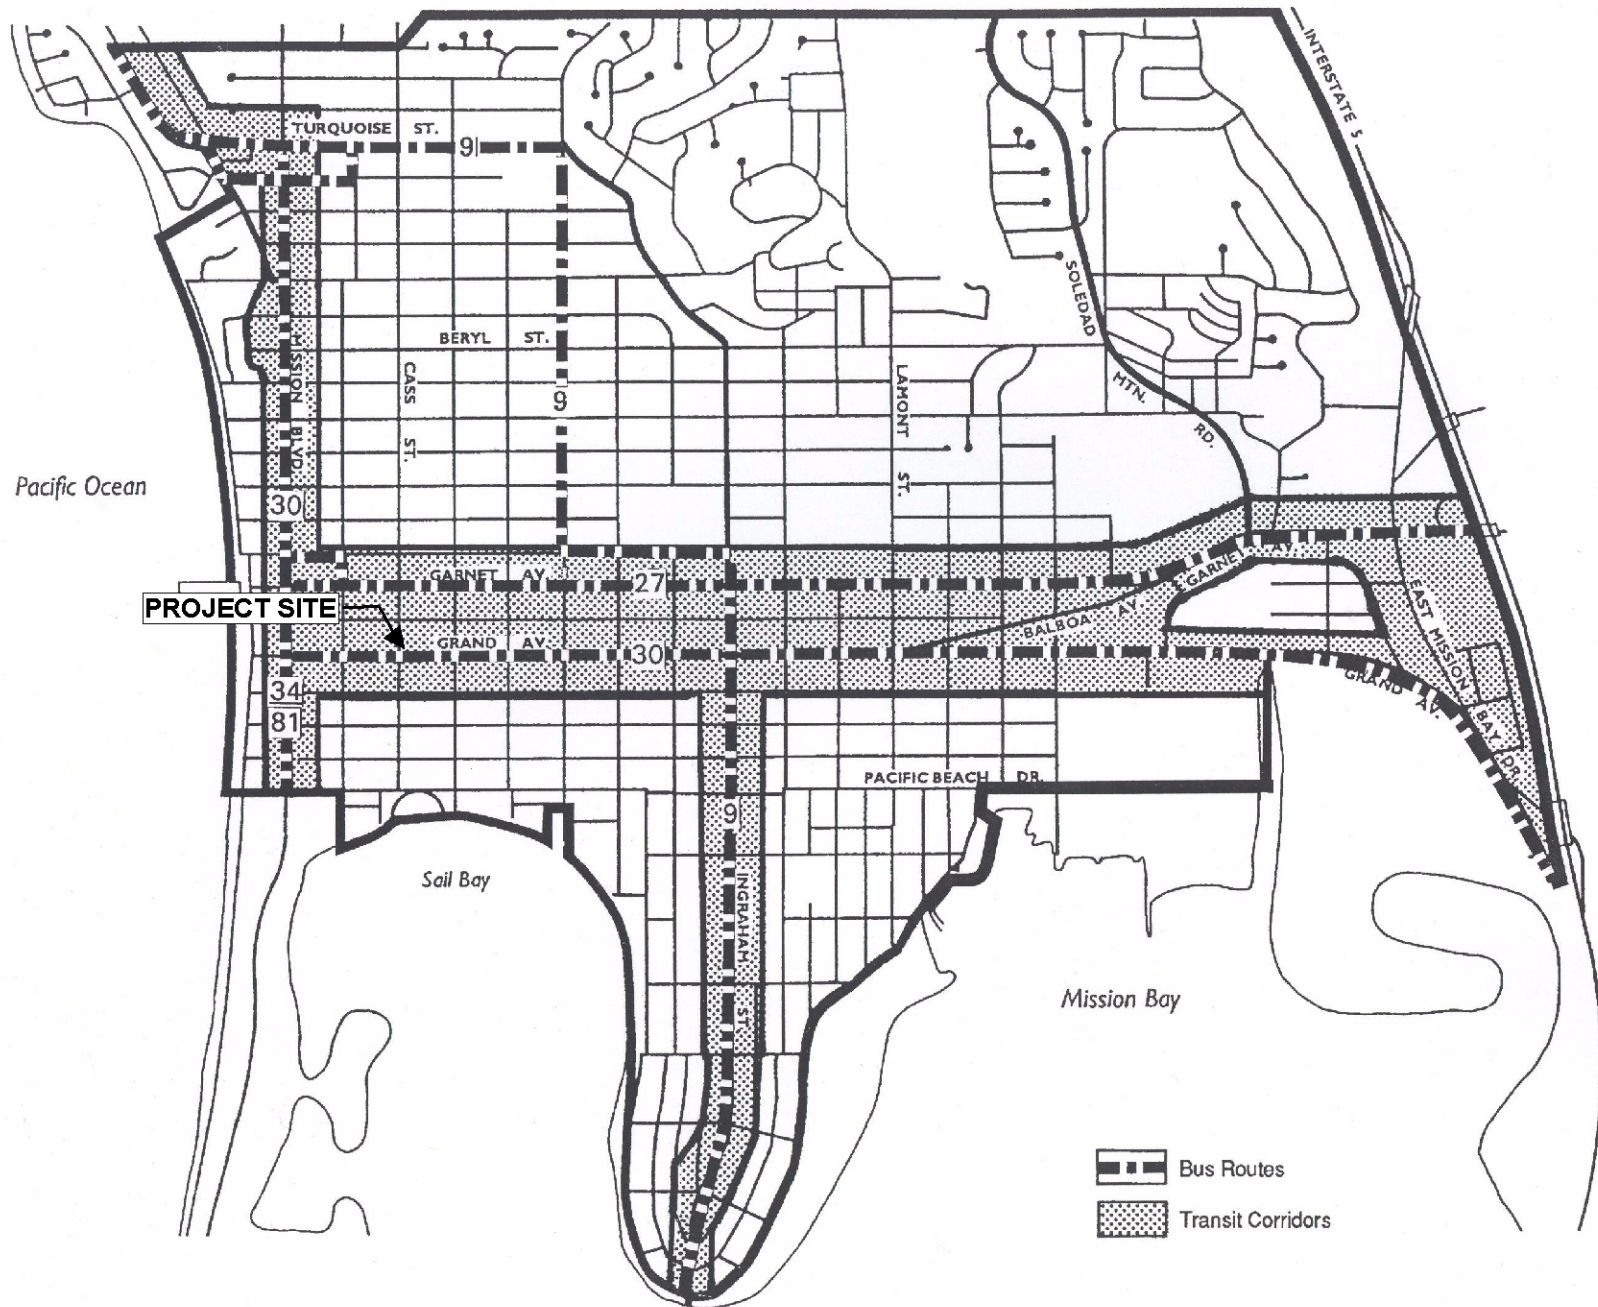 INTERSTATE 5
TURQUOISE ST.
9
SOLEDAD
MTN.
RD.
BERYL ST.
MISSION BLVD.
CASS ST.
9
LAMONT ST.
Pacific Ocean
30
GARNET AV.
27
GARNET AV.
PROJECT SITE
BALBOA AV.
EAST MISSION BAY DR.
GRAND AV.
30
GRAND AV.
34
81
PACIFIC BEACH DR.
9
Sail Bay
INGRAHAM ST.
Mission Bay
Bus Routes
Transit Corridors